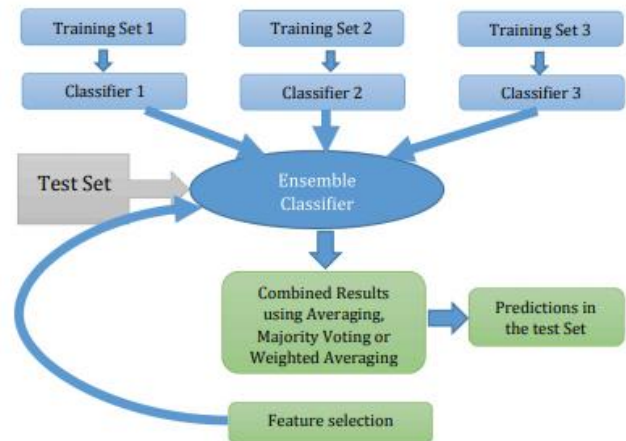 Training Set 1
Training Set 2
Training Set 3
Classifier 1
Classifier 2
Classifier 3
Test Set
Ensemble
Classifier
Combined Results
using Averaging,
Majority Voting or
Weighted Averaging
Predictions in
the test Set
Feature selection